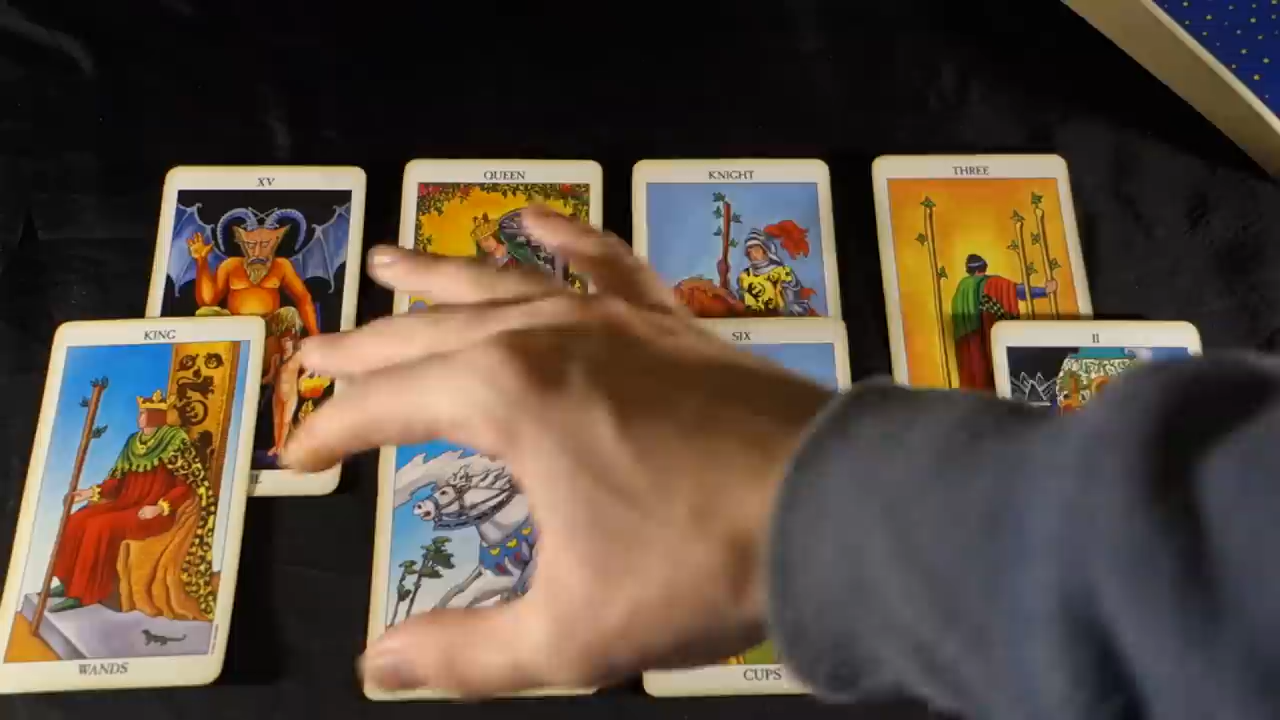 XV
QUEEN
KNIGHT
THREE
KING
SIX
II
WANDS
CUPS